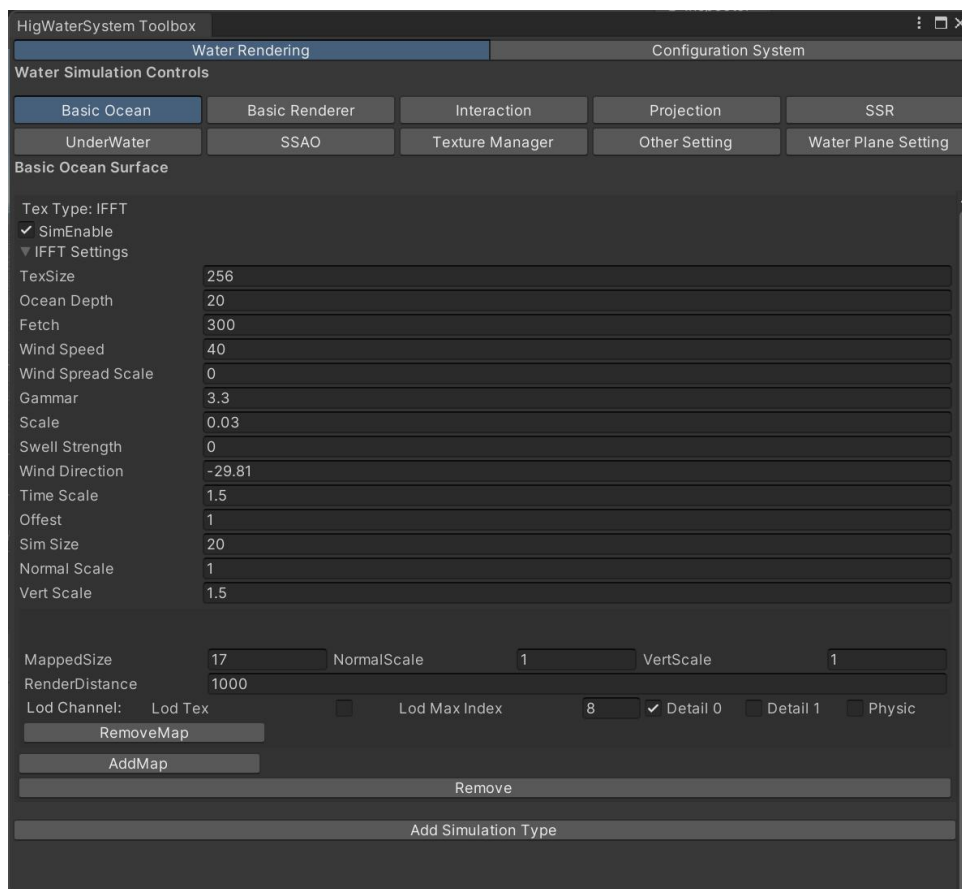 HigWaterSystem Toolbox
Water Rendering Configuration System
Water Simulation Controls
Basic Ocean Basic Renderer Interaction Projection SSR
UnderWater SSAO Texture Manager Other Setting Water Plane Setting
Basic Ocean Surface
Tex Type: IFFT
SimEnable
IFFT Settings
TexSize 256
Ocean Depth 20
Fetch 300
Wind Speed 40
Wind Spread Scale 0
Gammar 3.3
Scale 0.03
Swell Strength 0
Wind Direction -29.81
Time Scale 1.5
Offest 1
Sim Size 20
Normal Scale 1
Vert Scale 1.5
MappedSize 17 NormalScale 1 VertScale 1
RenderDistance 1000
Lod Channel: Lod Tex Lod Max Index 8 Detail 0 Detail 1 Physic
RemoveMap
AddMap
Remove
Add Simulation Type